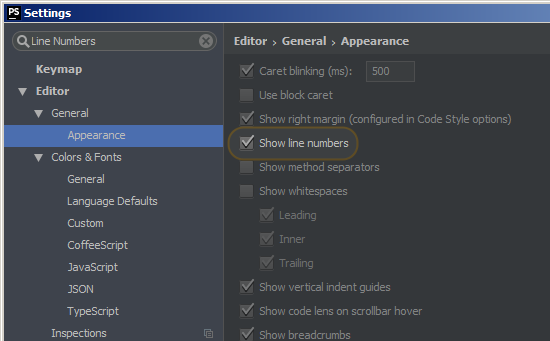 PS Settings
Line Numbers
Keymap
Editor
General
Appearance
Colors & Fonts
General
Language Defaults
Custom
CoffeeScript
JavaScript
JSON
TypeScript
Inspections
Editor › General › Appearance
Caret blinking (ms): 500
Use block caret
Show right margin (configured in Code Style options)
Show line numbers
Show method separators
Show whitespaces
Leading
Inner
Trailing
Show vertical indent guides
Show code lens on scrollbar hover
Show breadcrumbs